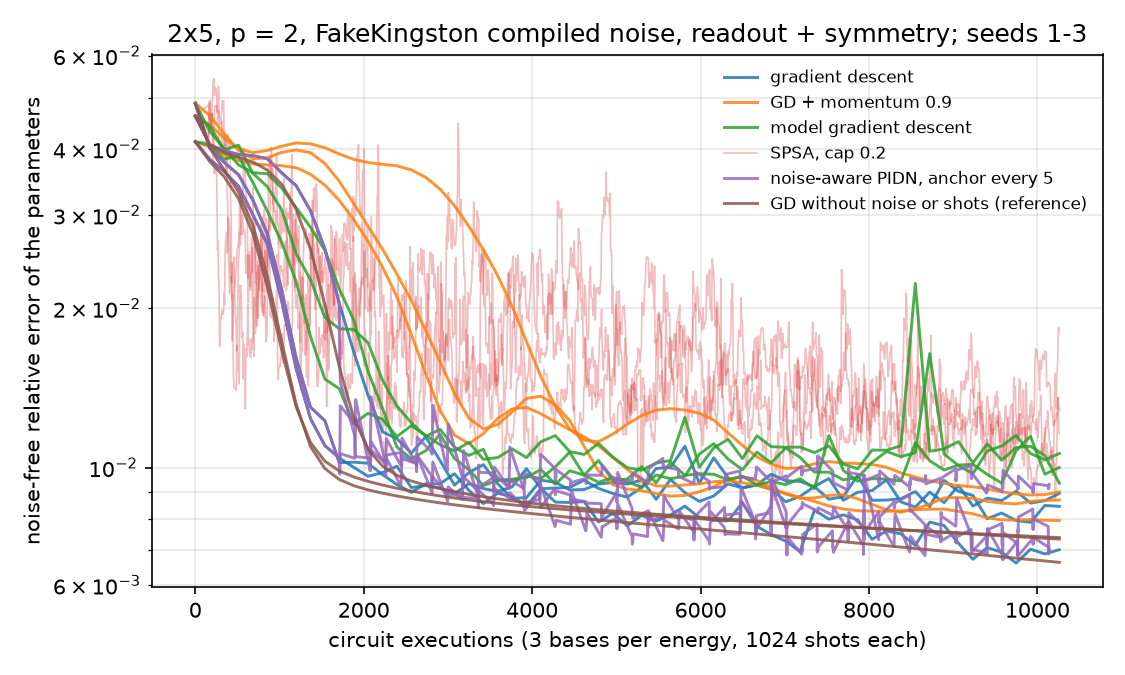 2x5, p = 2, FakeKingston compiled noise, readout + symmetry; seeds 1-3
noise-free relative error of the parameters
6 × 10⁻²
4 × 10⁻²
3 × 10⁻²
2 × 10⁻²
10⁻²
6 × 10⁻³
gradient descent
GD + momentum 0.9
model gradient descent
SPSA, cap 0.2
noise-aware PIDN, anchor every 5
GD without noise or shots (reference)
0 2000 4000 6000 8000 10000
circuit executions (3 bases per energy, 1024 shots each)